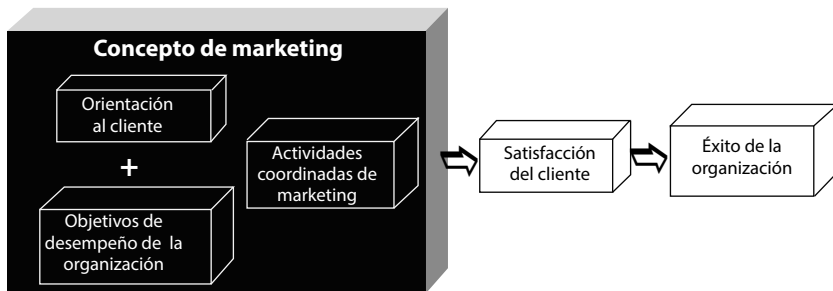 Concepto de marketing
Orientación
al cliente
+
Objetivos de
desempeño de la
organización
Actividades
coordinadas de
marketing
Satisfacción
del cliente
Éxito de la
organización